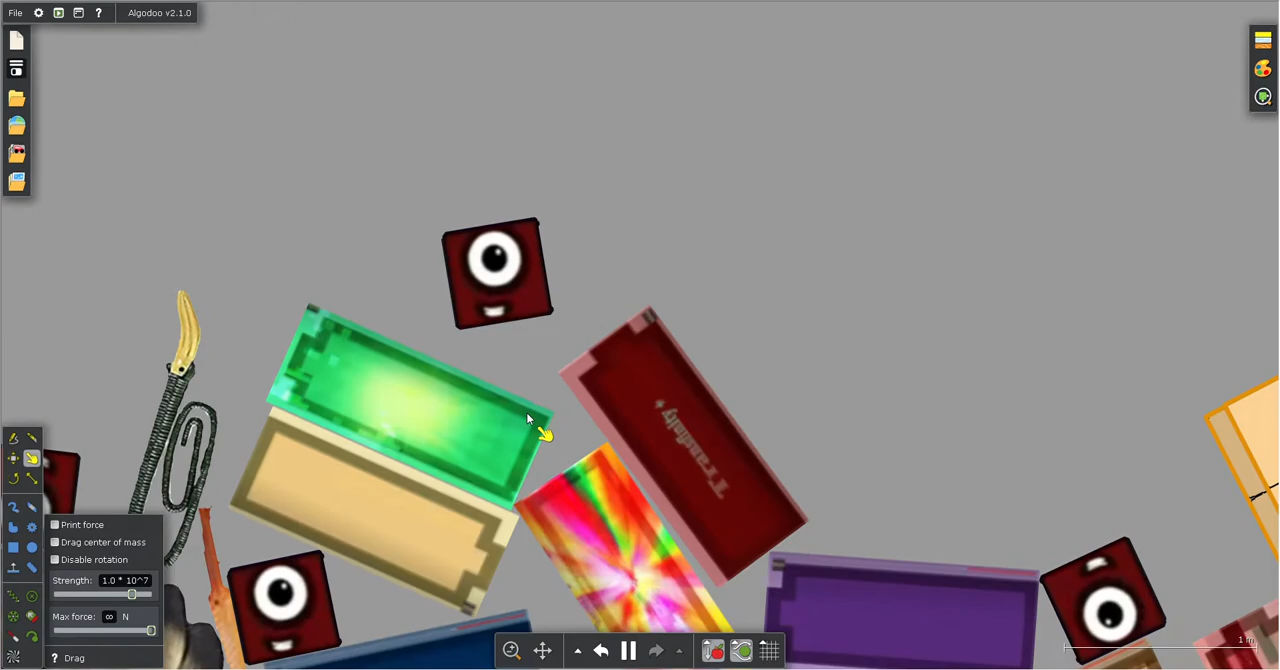 File
?
Algodoo v2.1.0
Transfinity+
Print force
Drag center of mass
Disable rotation
Strength: 1.0 * 10^7
Max force: ∞ N
? Drag
1 m